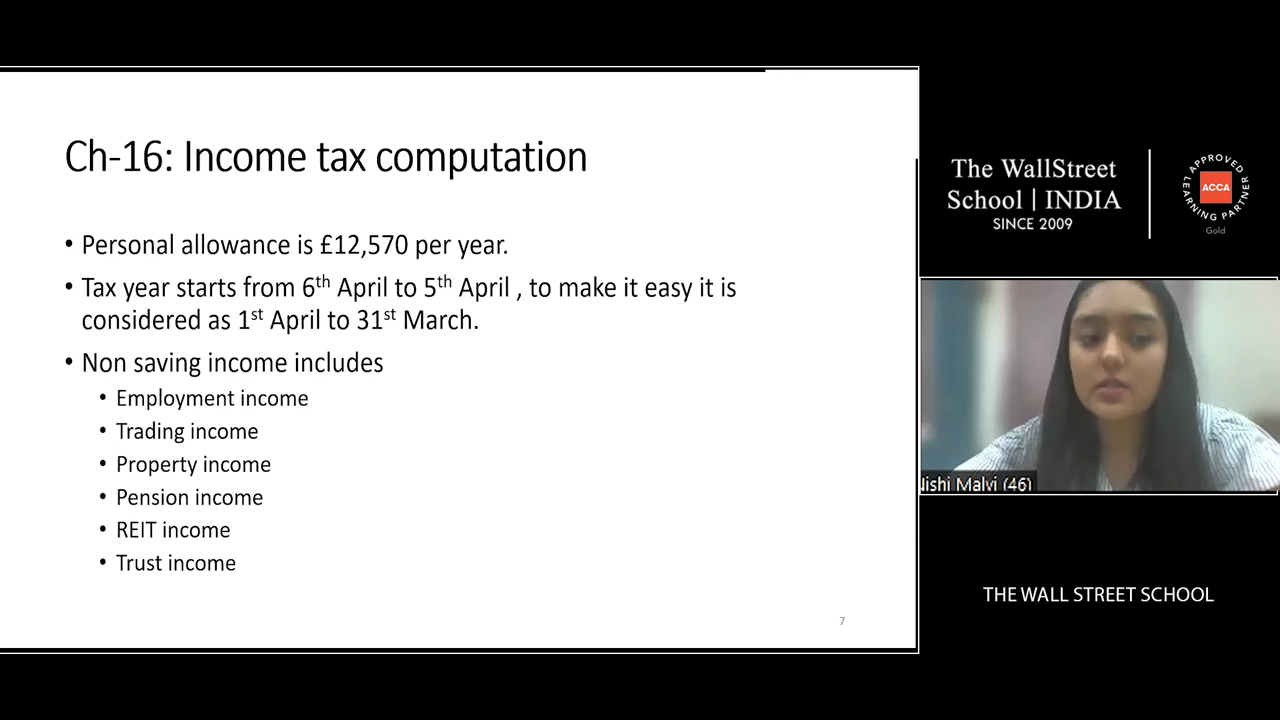 Ch-16: Income tax computation
• Personal allowance is £12,570 per year.
• Tax year starts from 6th April to 5th April , to make it easy it is
considered as 1st April to 31st March.
• Non saving income includes
• Employment income
• Trading income
• Property income
• Pension income
• REIT income
• Trust income
7
The WallStreet
School | INDIA
SINCE 2009
APPROVED
ACCA
LEARNING PARTNER
Gold
Nishi Malvi (46)
THE WALL STREET SCHOOL